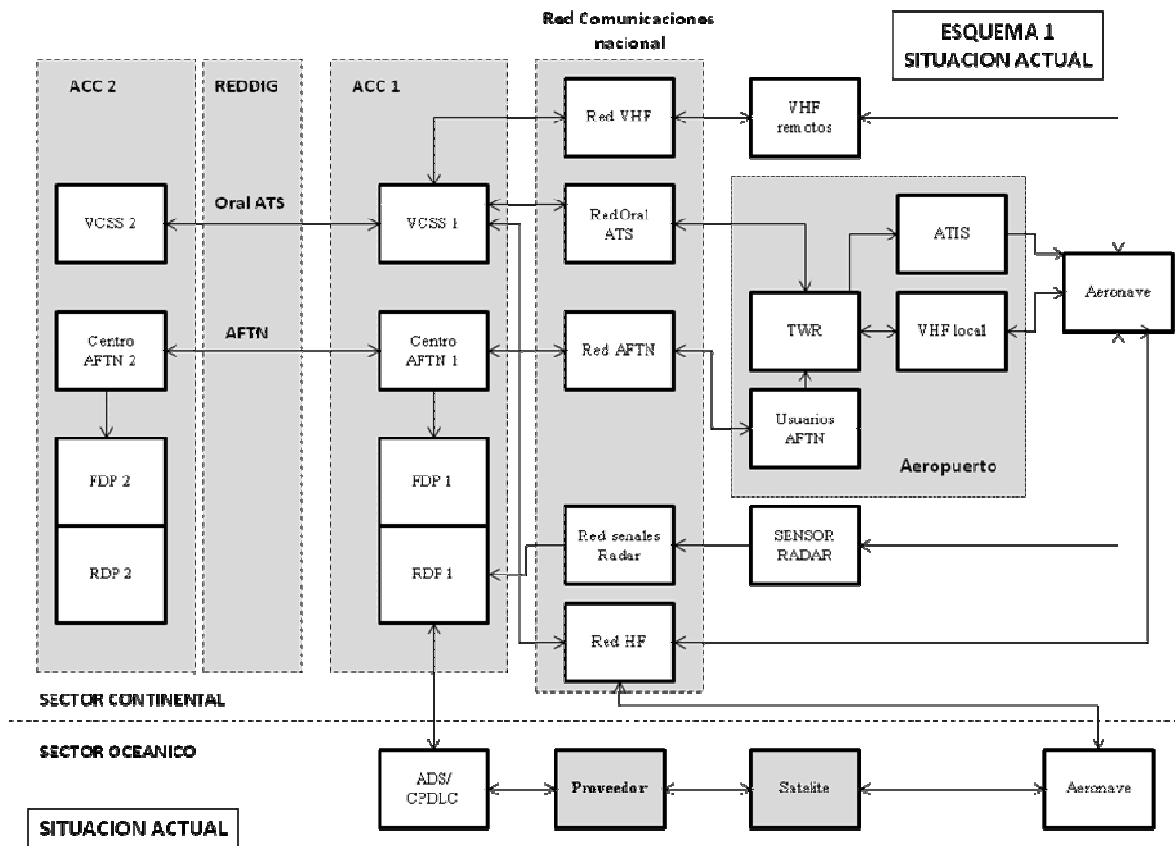 Red Comunicaciones
nacional
ESQUEMA 1
SITUACION ACTUAL
ACC 2
REDDIG
ACC 1
Red VHF
VHF
remotos
VCSS 2
Oral ATS
VCSS 1
Red Oral
ATS
ATIS
Aeronave
Centro
AFTN 2
AFTN
Centro
AFTN 1
Red AFTN
TWR
VHF local
Usuarios
AFTN
Aeropuerto
FDP 2
FDP 1
RDP 2
RDP 1
Red senales
Radar
SENSOR
RADAR
Red HF
SECTOR CONTINENTAL
SECTOR OCEANICO
ADS/
CPDLC
Proveedor
Satelite
Aeronave
SITUACION ACTUAL